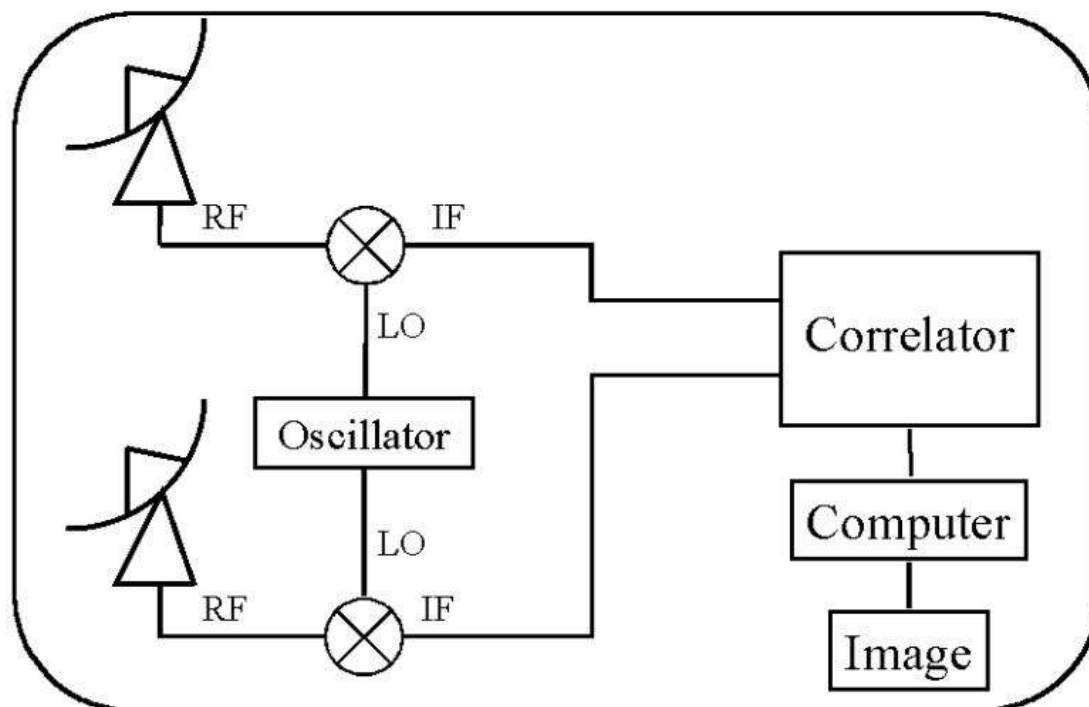 RF
IF
LO
Correlator
Oscillator
Computer
LO
RF
IF
Image